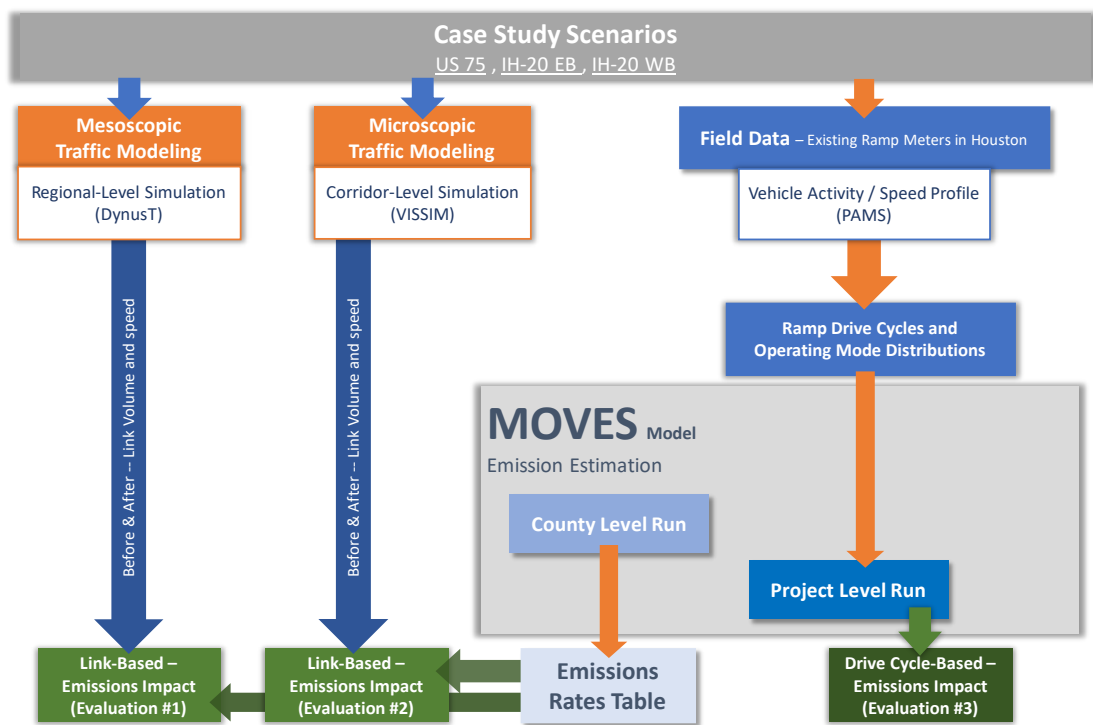 Case Study Scenarios
US 75 , IH-20 EB , IH-20 WB
Mesoscopic
Traffic Modeling
Regional-Level Simulation
(DynusT)
Microscopic
Traffic Modeling
Corridor-Level Simulation
(VISSIM)
Field Data – Existing Ramp Meters in Houston
Vehicle Activity / Speed Profile
(PAMS)
Ramp Drive Cycles and
Operating Mode Distributions
Before & After -- Link Volume and speed
Before & After -- Link Volume and speed
MOVES Model
Emission Estimation
County Level Run
Project Level Run
Link-Based –
Emissions Impact
(Evaluation #1)
Link-Based –
Emissions Impact
(Evaluation #2)
Emissions
Rates Table
Drive Cycle-Based –
Emissions Impact
(Evaluation #3)